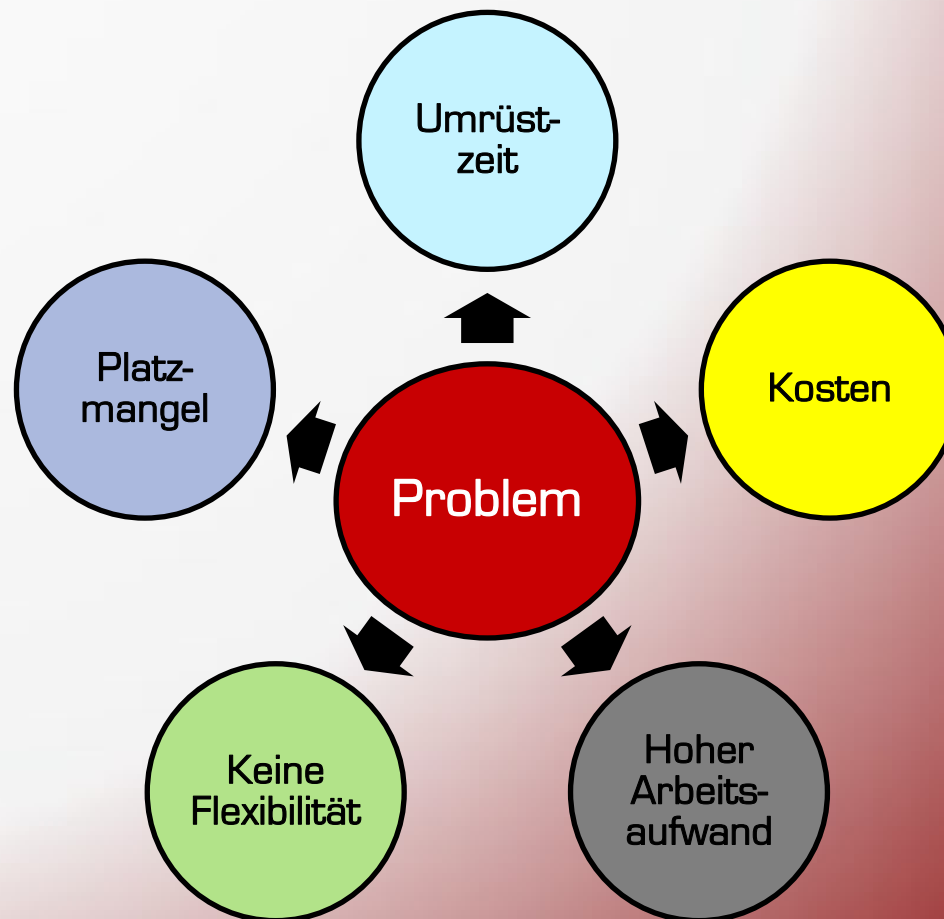 Umrüst-
zeit
Platz-
mangel
Kosten
Problem
Keine
Flexibilität
Hoher
Arbeits-
aufwand